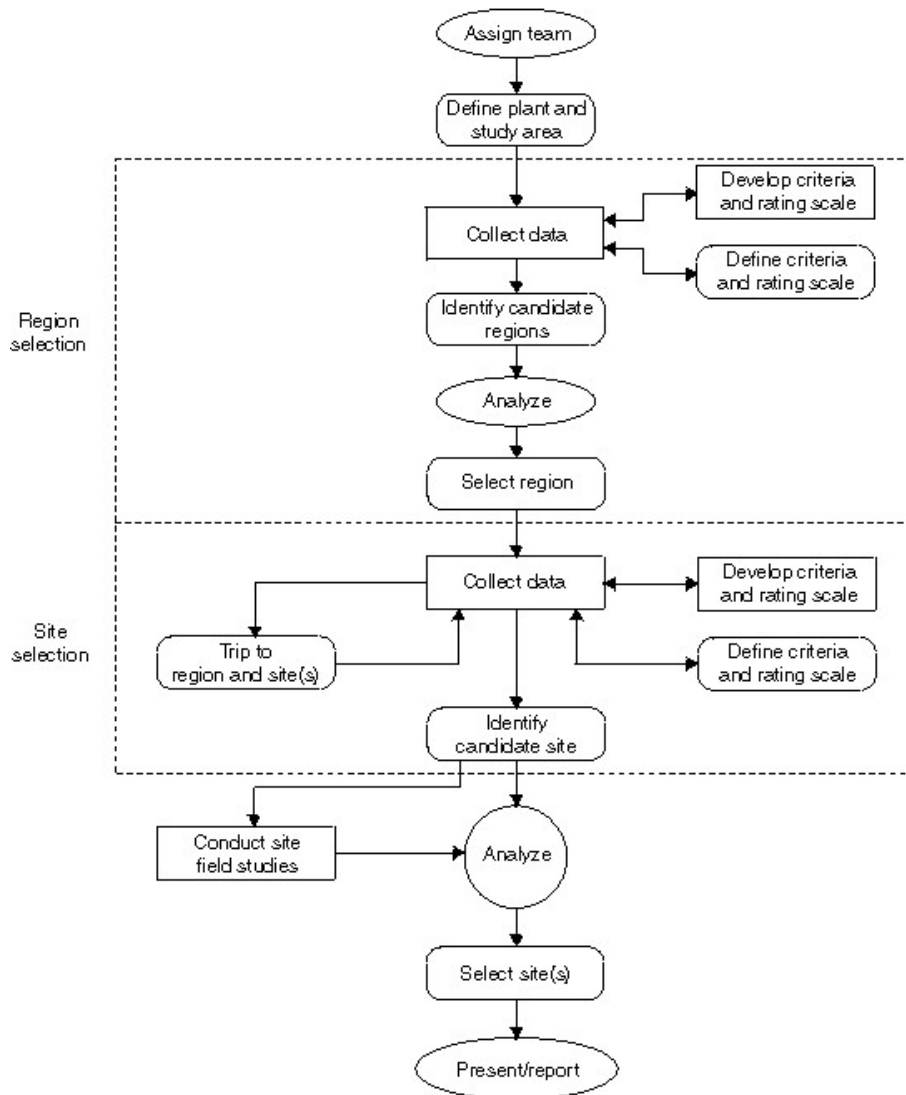 Assign team
Define plant and
study area
Develop criteria
and rating scale
Collect data
Define criteria
and rating scale
Identify candidate
regions
Region
selection
Analyze
Select region
Collect data
Develop criteria
and rating scale
Site
selection
Trip to
region and site(s)
Define criteria
and rating scale
Identify
candidate site
Conduct site
field studies
Analyze
Select site(s)
Present/report